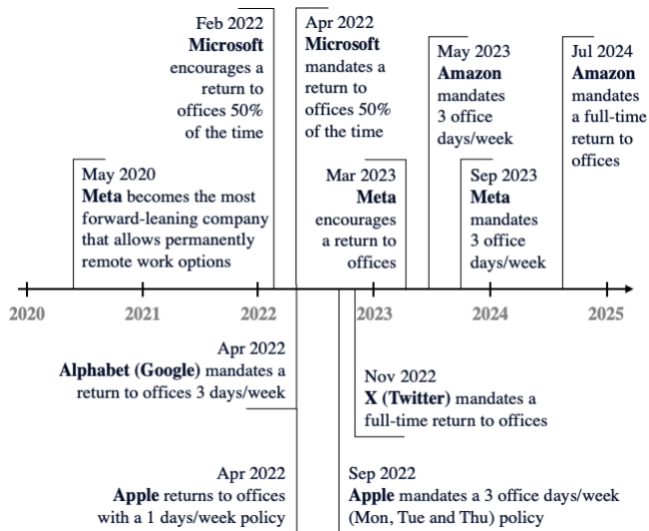 Feb 2022
Microsoft
encourages a
return to
offices 50%
of the time
Apr 2022
Microsoft
mandates a
return to
offices 50%
of the time
May 2023
Amazon
mandates
3 office
days/week
Jul 2024
Amazon
mandates
a full-time
return to
offices
May 2020
Meta becomes the most
forward-leaning company
that allows permanently
remote work options
Mar 2023
Meta
encourages
a return to
offices
Sep 2023
Meta
mandates
3 office
days/week
2020
2021
2022
2023
2024
2025
Apr 2022
Alphabet (Google) mandates a
return to offices 3 days/week
Nov 2022
X (Twitter) mandates a
full-time return to offices
Apr 2022
Apple returns to offices
with a 1 days/week policy
Sep 2022
Apple mandates a 3 office days/week
(Mon, Tue and Thu) policy